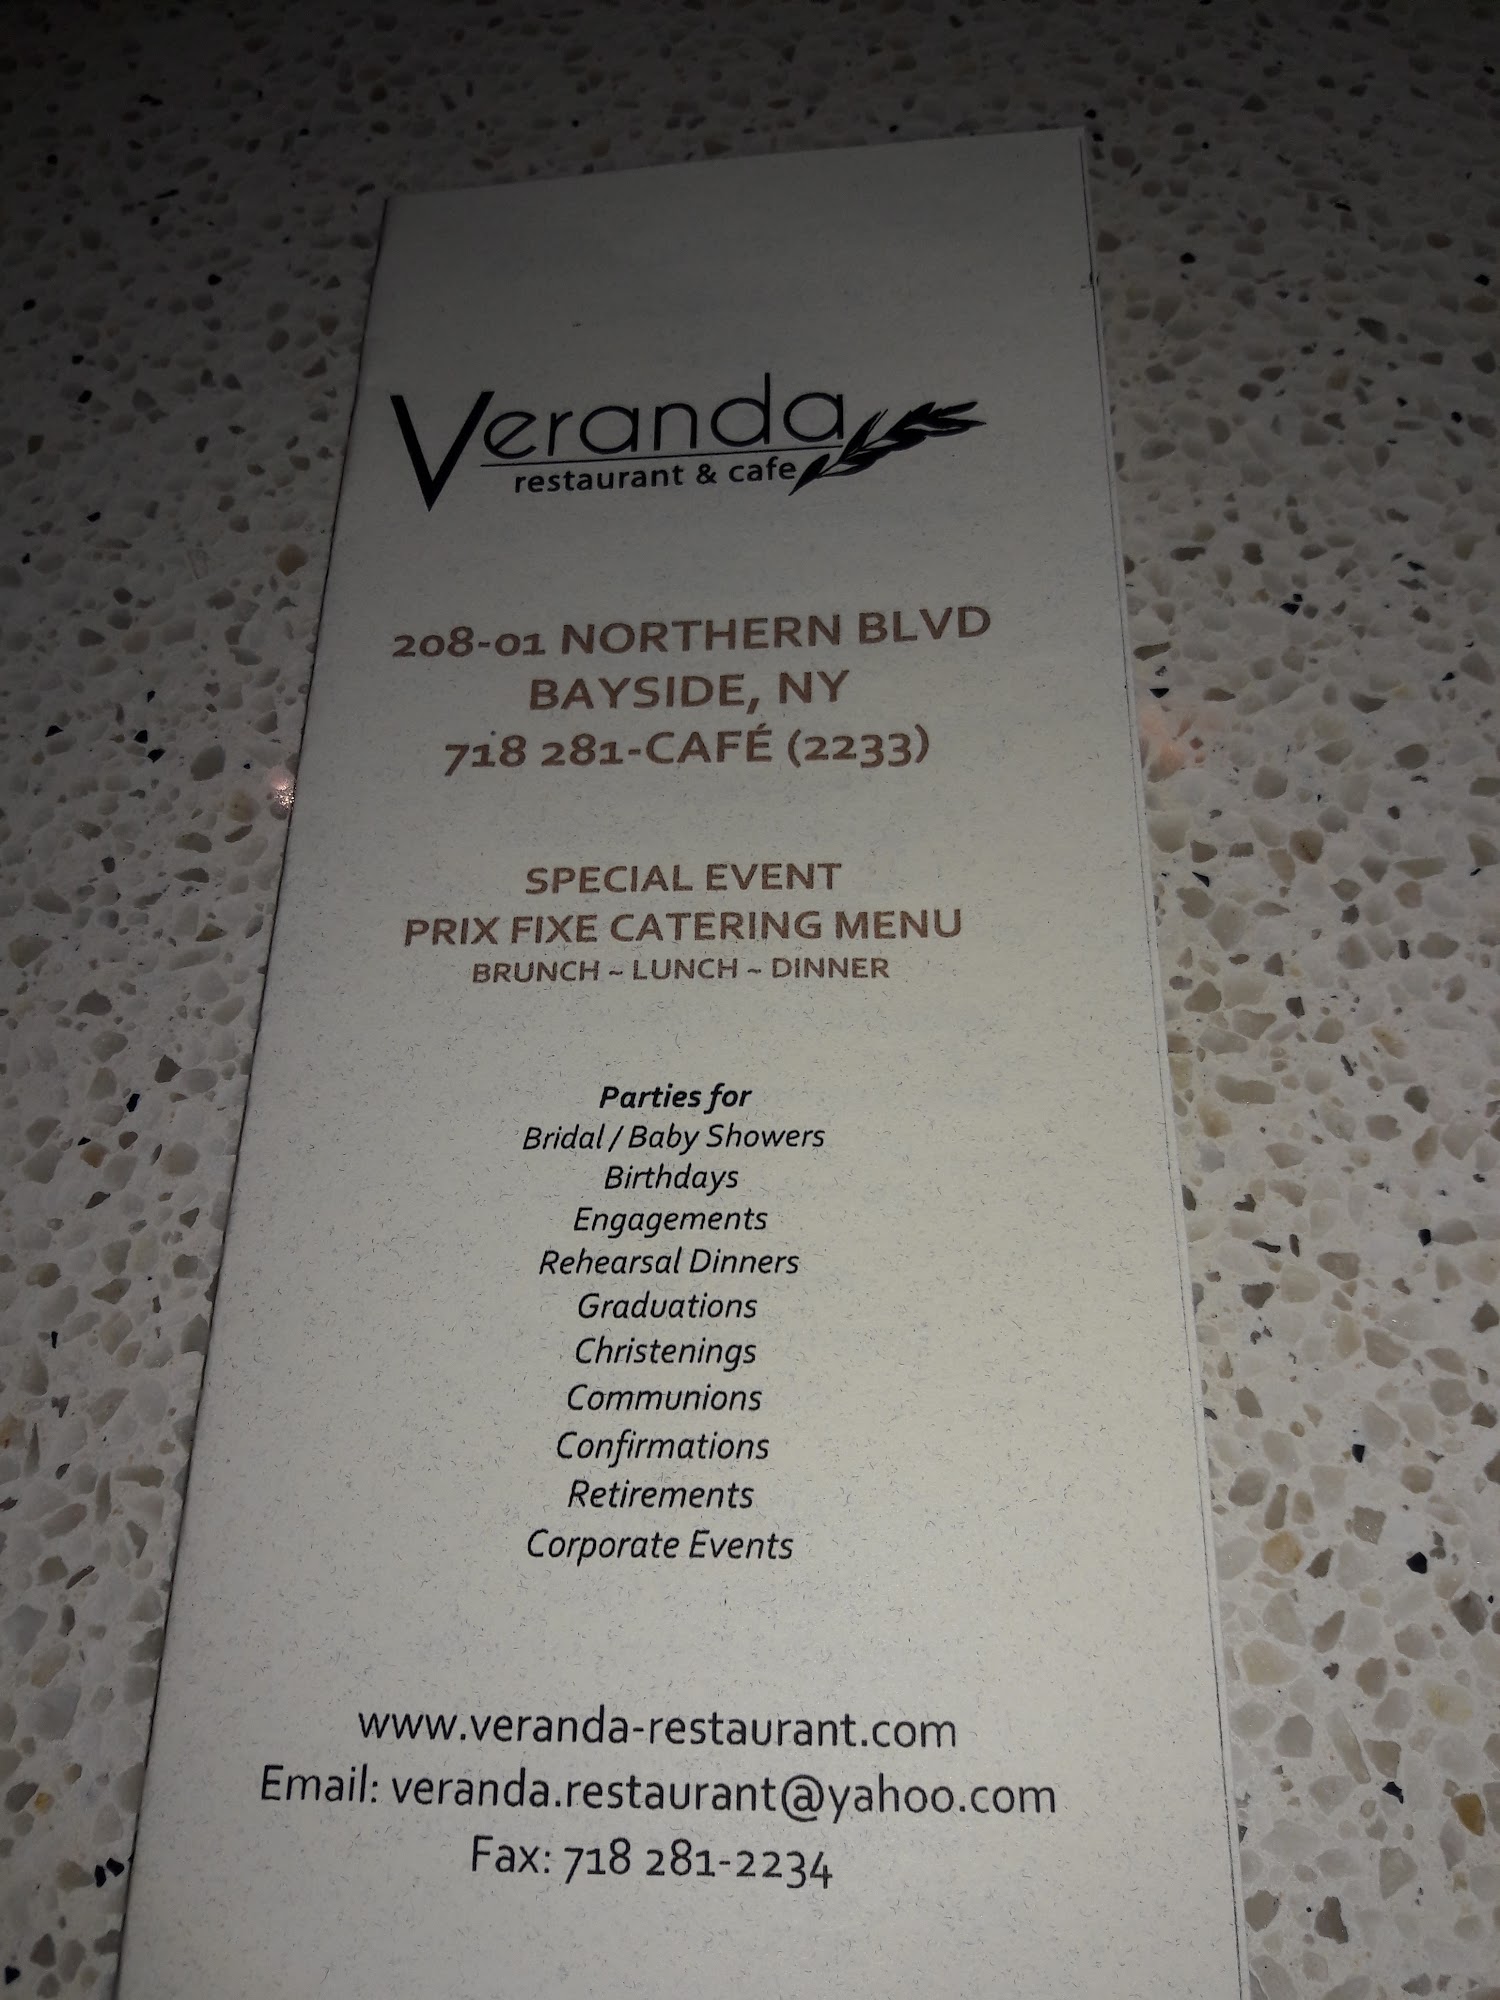 Veranda
restaurant & cafe
208-01 NORTHERN BLVD
BAYSIDE, NY
718 281-CAFÉ (2233)
SPECIAL EVENT
PRIX FIXE CATERING MENU
BRUNCH ~ LUNCH ~ DINNER
Parties for
Bridal / Baby Showers
Birthdays
Engagements
Rehearsal Dinners
Graduations
Christenings
Communions
Confirmations
Retirements
Corporate Events
www.veranda-restaurant.com
Email: veranda.restaurant@yahoo.com
Fax: 718 281-2234